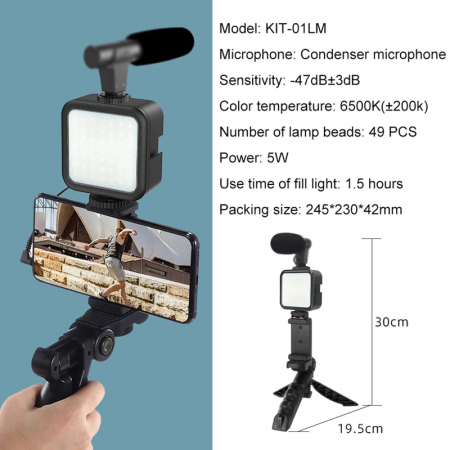 Model: KIT-01LM
Microphone: Condenser microphone
Sensitivity: -47dB±3dB
Color temperature: 6500K(±200k)
Number of lamp beads: 49 PCS
Power: 5W
Use time of fill light: 1.5 hours
Packing size: 245*230*42mm
30cm
19.5cm